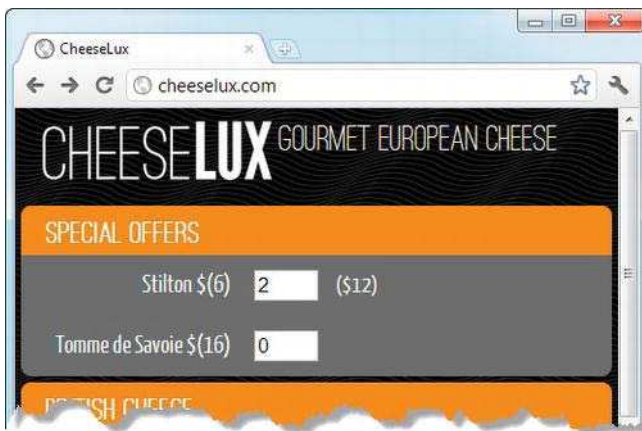 CheeseLux
cheeselux.com
CHEESELUX GOURMET EUROPEAN CHEESE
SPECIAL OFFERS
Stilton $(6) 2 ($12)
Tomme de Savoie $(16) 0